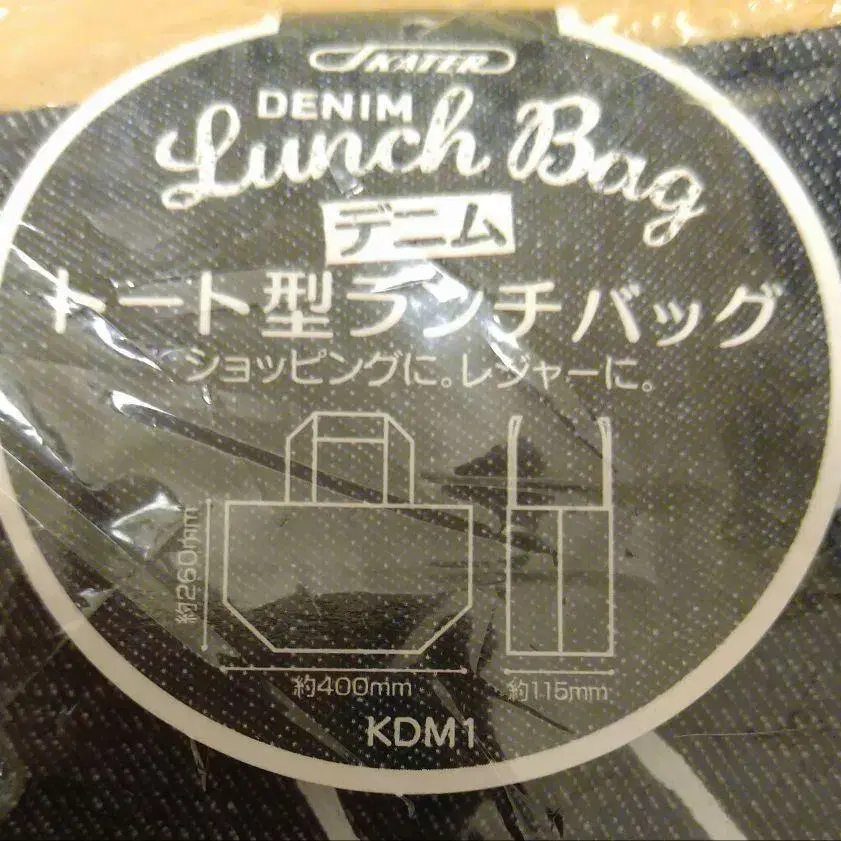 SKATER
DENIM
Lunch Bag
デニム
トート型ランチバッグ
ショッピングに。レジャーに。
約260mm
約400mm
約115mm
KDM1